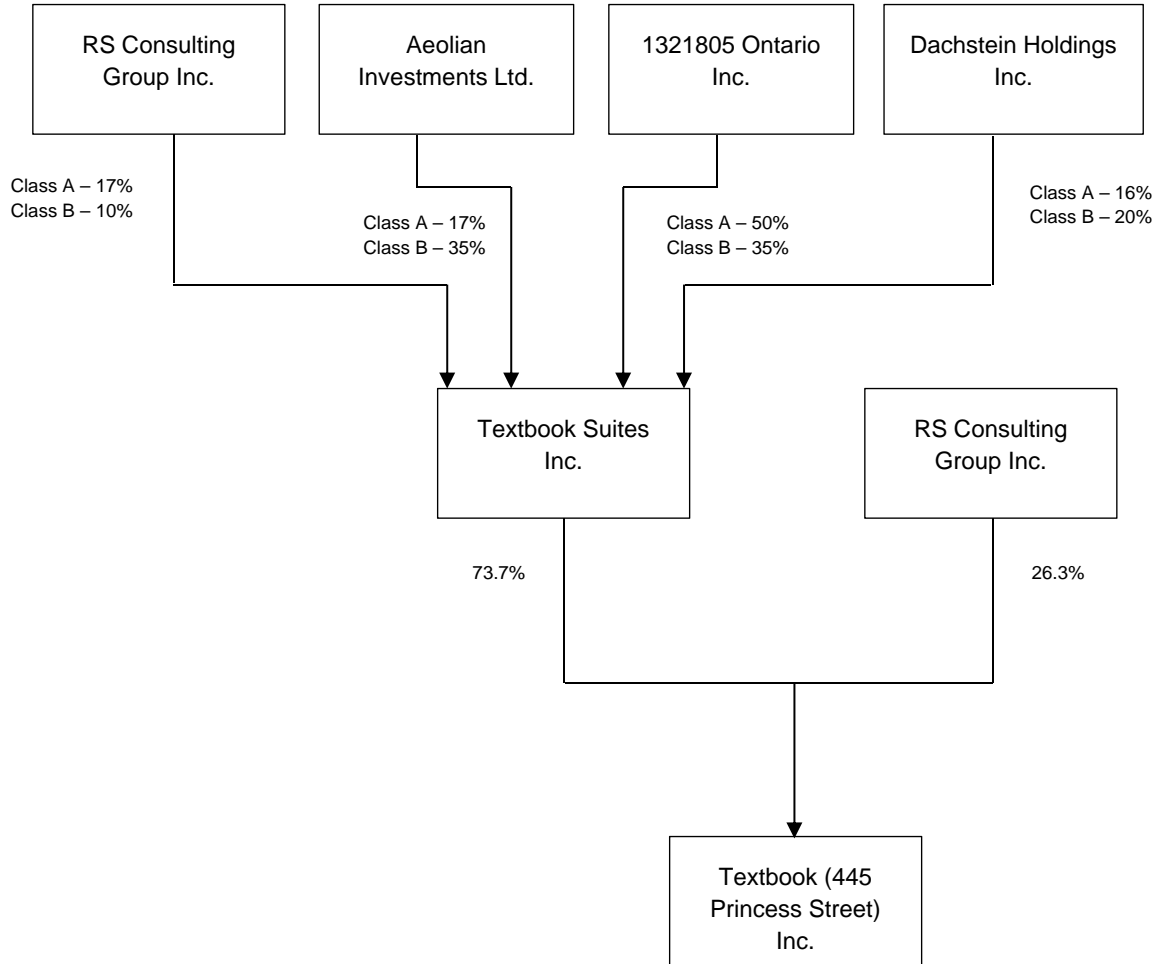 RS Consulting
Group Inc.
Aeolian
Investments Ltd.
1321805 Ontario
Inc.
Dachstein Holdings
Inc.
Class A – 17%
Class B – 10%
Class A – 17%
Class B – 35%
Class A – 50%
Class B – 35%
Class A – 16%
Class B – 20%
Textbook Suites
Inc.
RS Consulting
Group Inc.
73.7%
26.3%
Textbook (445
Princess Street)
Inc.